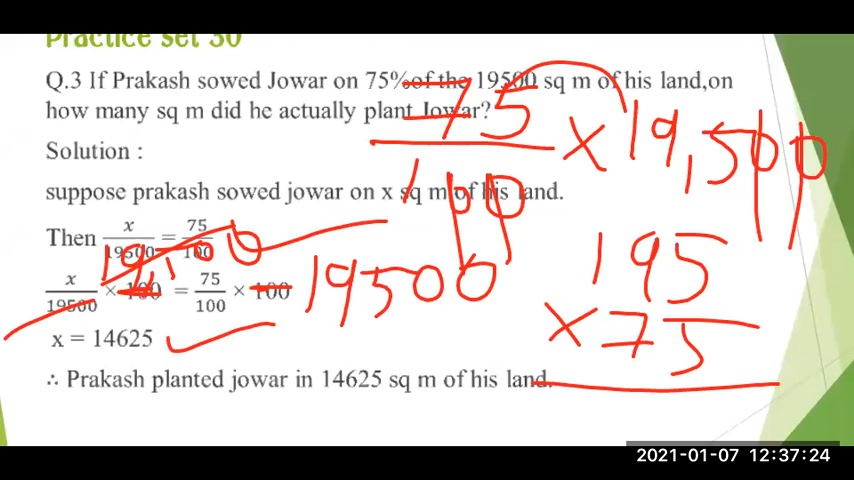 Practice set 30
Q.3 If Prakash sowed Jowar on 75% of the 19500 sq m of his land,on
how many sq m did he actually plant Jowar?
75/100 × 19,500
Solution :
suppose prakash sowed jowar on x sq m of his land.
Then x/19500 = 75/100
x/19500 × 100 = 75/100 × 100
19500
195
× 75
x = 14625
∴ Prakash planted jowar in 14625 sq m of his land.
2021-01-07 12:37:24